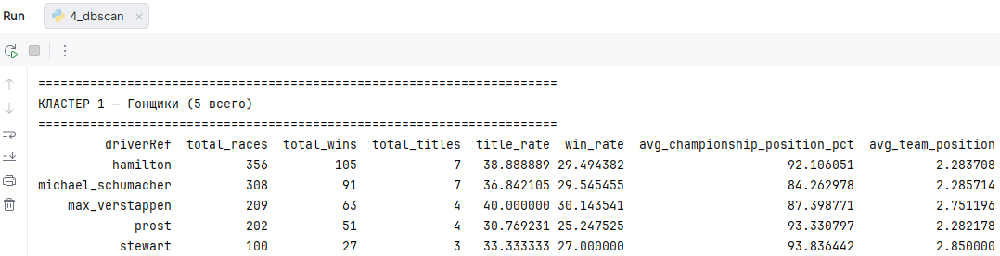 Run 4_dbscan ×
======================================================================
КЛАСТЕР 1 — Гонщики (5 всего)
======================================================================
driverRef total_races total_wins total_titles title_rate win_rate avg_championship_position_pct avg_team_position
hamilton 356 105 7 38.888889 29.494382 92.106051 2.283708
michael_schumacher 308 91 7 36.842105 29.545455 84.262978 2.285714
max_verstappen 209 63 4 40.000000 30.143541 87.398771 2.751196
prost 202 51 4 30.769231 25.247525 93.330797 2.282178
stewart 100 27 3 33.333333 27.000000 93.836442 2.850000